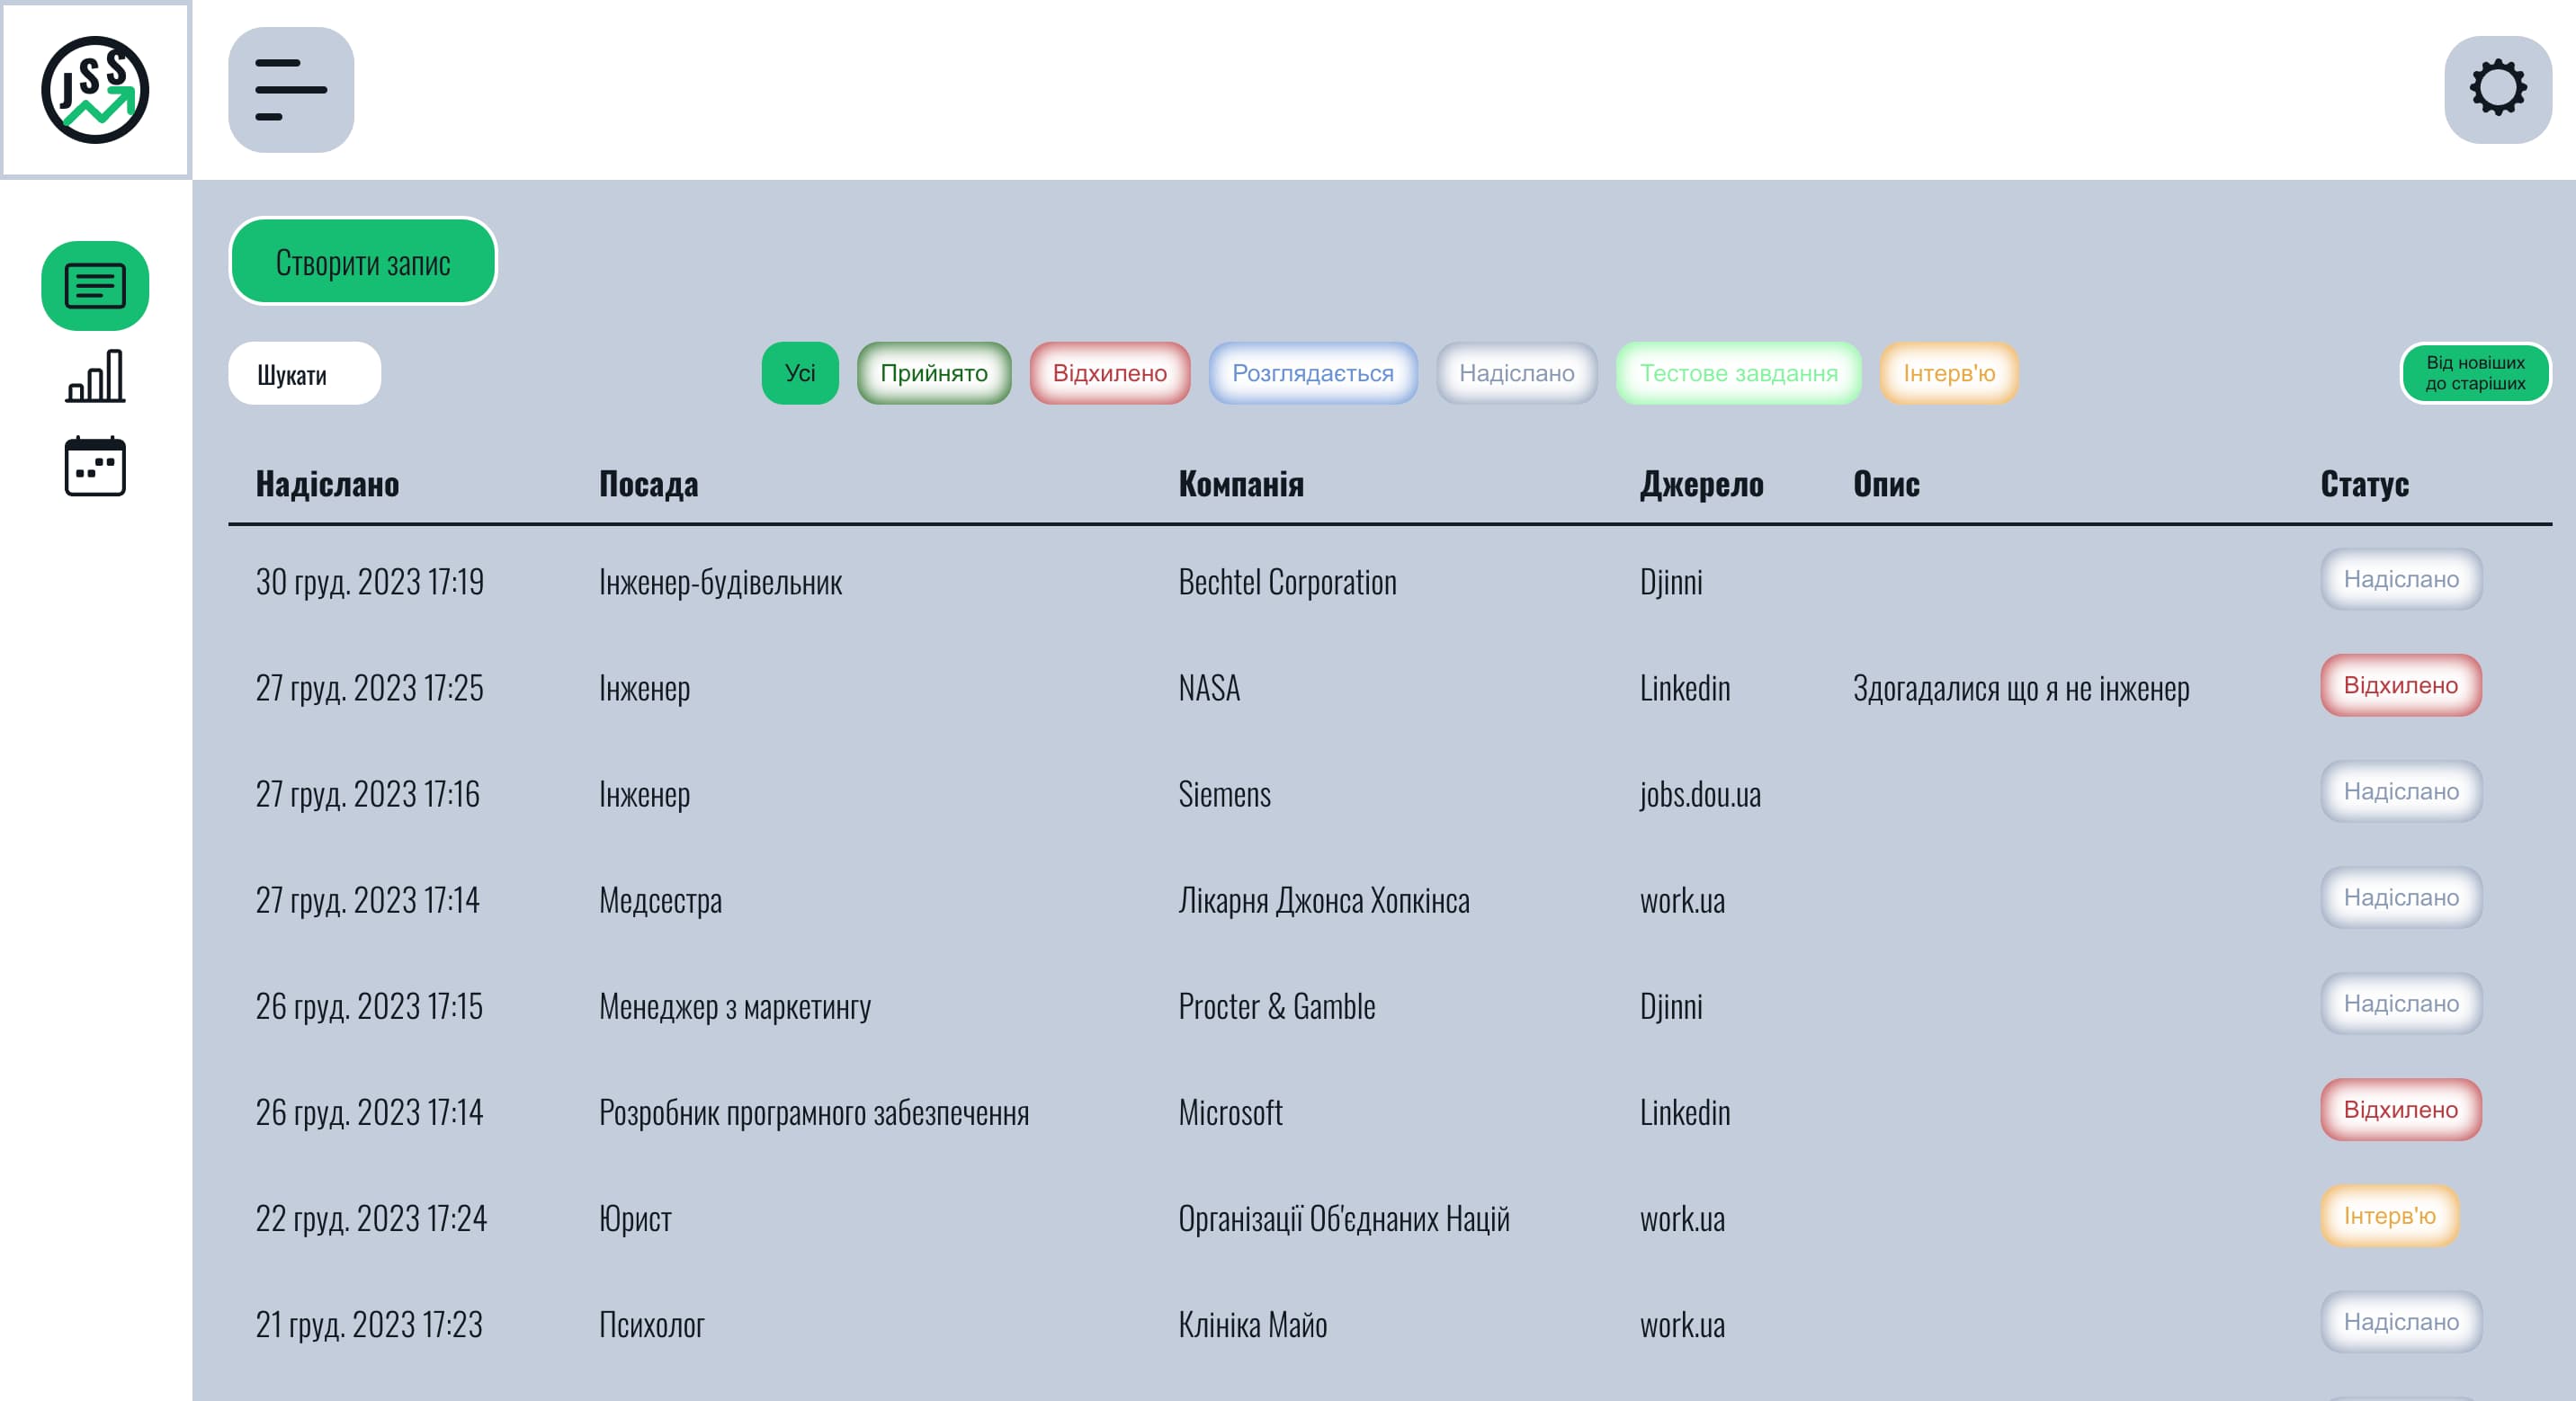 JSS
Створити запис
Шукати
Усі Прийнято Відхилено Розглядається Надіслано Тестове завдання Інтерв'ю
Від новіших
до старіших
Надіслано Посада Компанія Джерело Опис Статус
30 груд. 2023 17:19 Інженер-будівельник Bechtel Corporation Djinni Надіслано
27 груд. 2023 17:25 Інженер NASA Linkedin Здогадалися що я не інженер Відхилено
27 груд. 2023 17:16 Інженер Siemens jobs.dou.ua Надіслано
27 груд. 2023 17:14 Медсестра Лікарня Джонса Хопкінса work.ua Надіслано
26 груд. 2023 17:15 Менеджер з маркетингу Procter & Gamble Djinni Надіслано
26 груд. 2023 17:14 Розробник програмного забезпечення Microsoft Linkedin Відхилено
22 груд. 2023 17:24 Юрист Організації Об'єднаних Націй work.ua Інтерв'ю
21 груд. 2023 17:23 Психолог Клініка Майо work.ua Надіслано